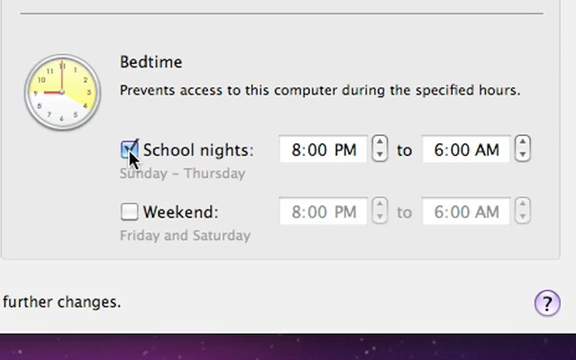 Bedtime
Prevents access to this computer during the specified hours.
School nights: 8:00 PM to 6:00 AM
Sunday – Thursday
Weekend: 8:00 PM to 6:00 AM
Friday and Saturday
further changes.
?